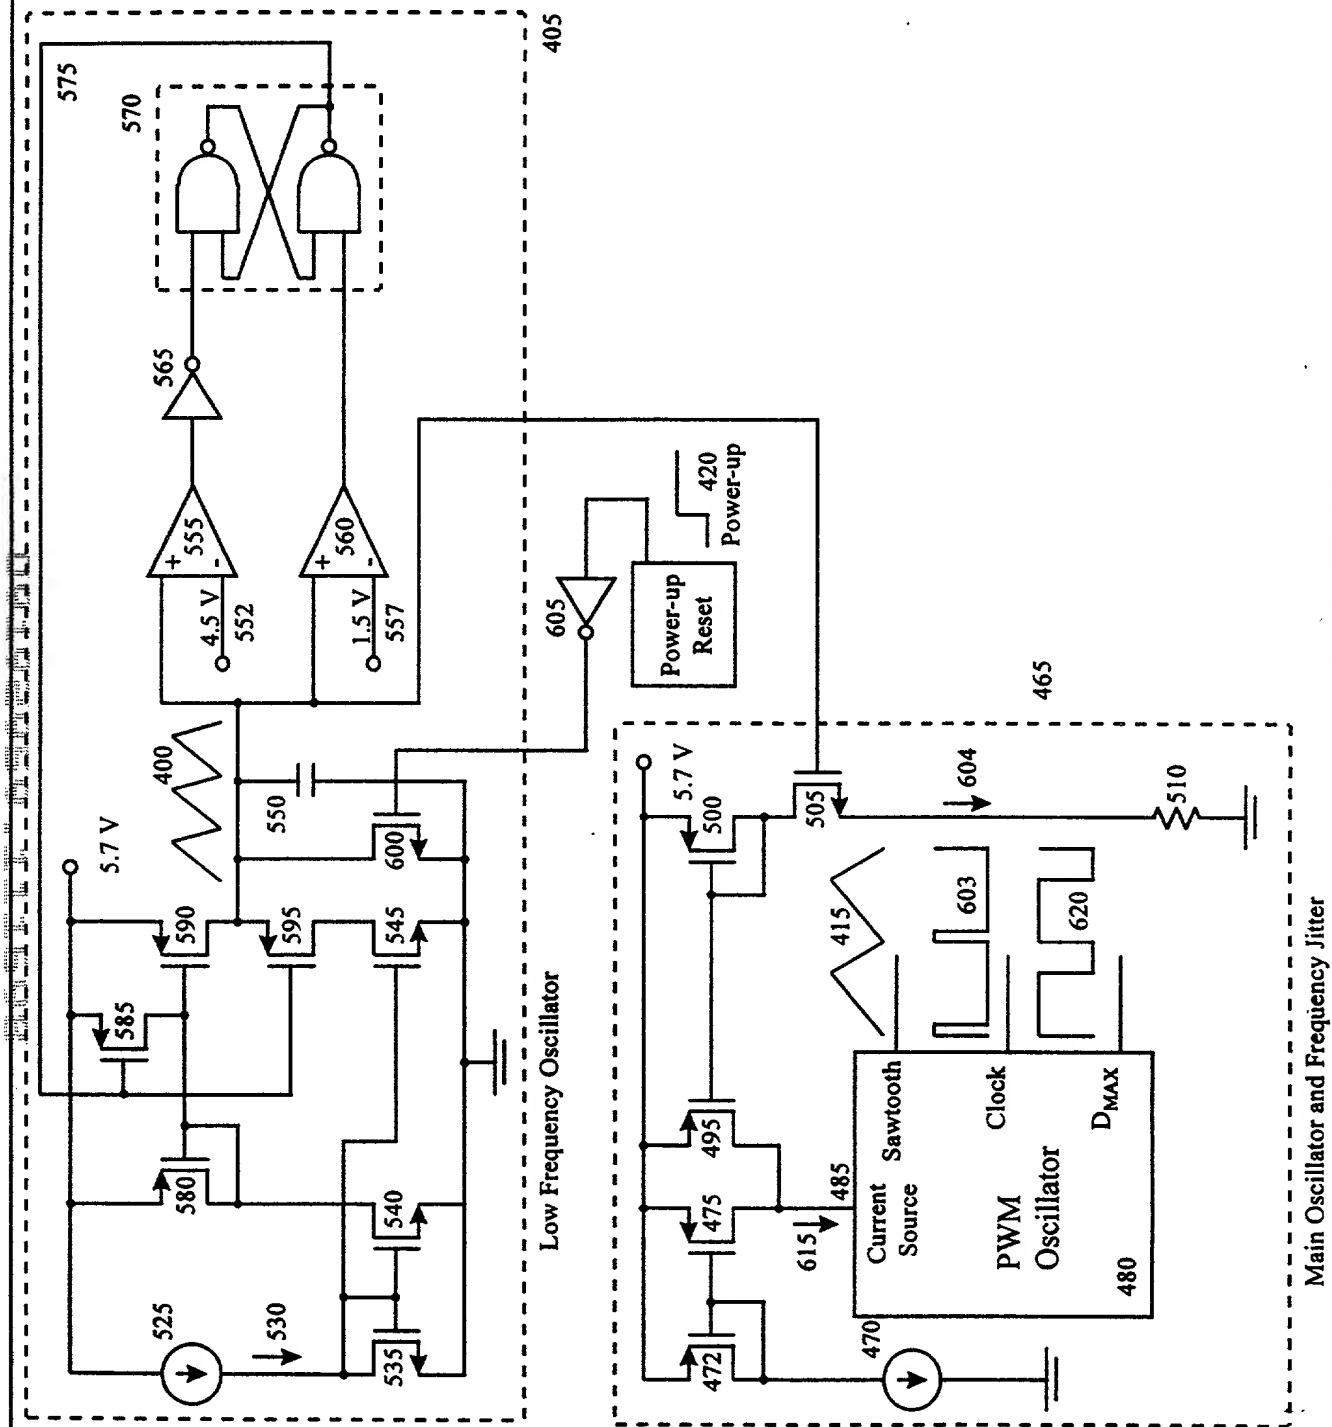 405
575
570
565
+
555
-
4.5 V
552
+
560
-
1.5 V
557
400
550
5.7 V
590
595
545
600
585
580
540
525
530
535
Low Frequency Oscillator
605
420
Power-up
Power-up
Reset
465
5.7 V
500
505
604
510
495
475
472
470
615
485
415
603
620
Current
Source
Sawtooth
Clock
DMAX
PWM
Oscillator
480
Main Oscillator and Frequency Jitter